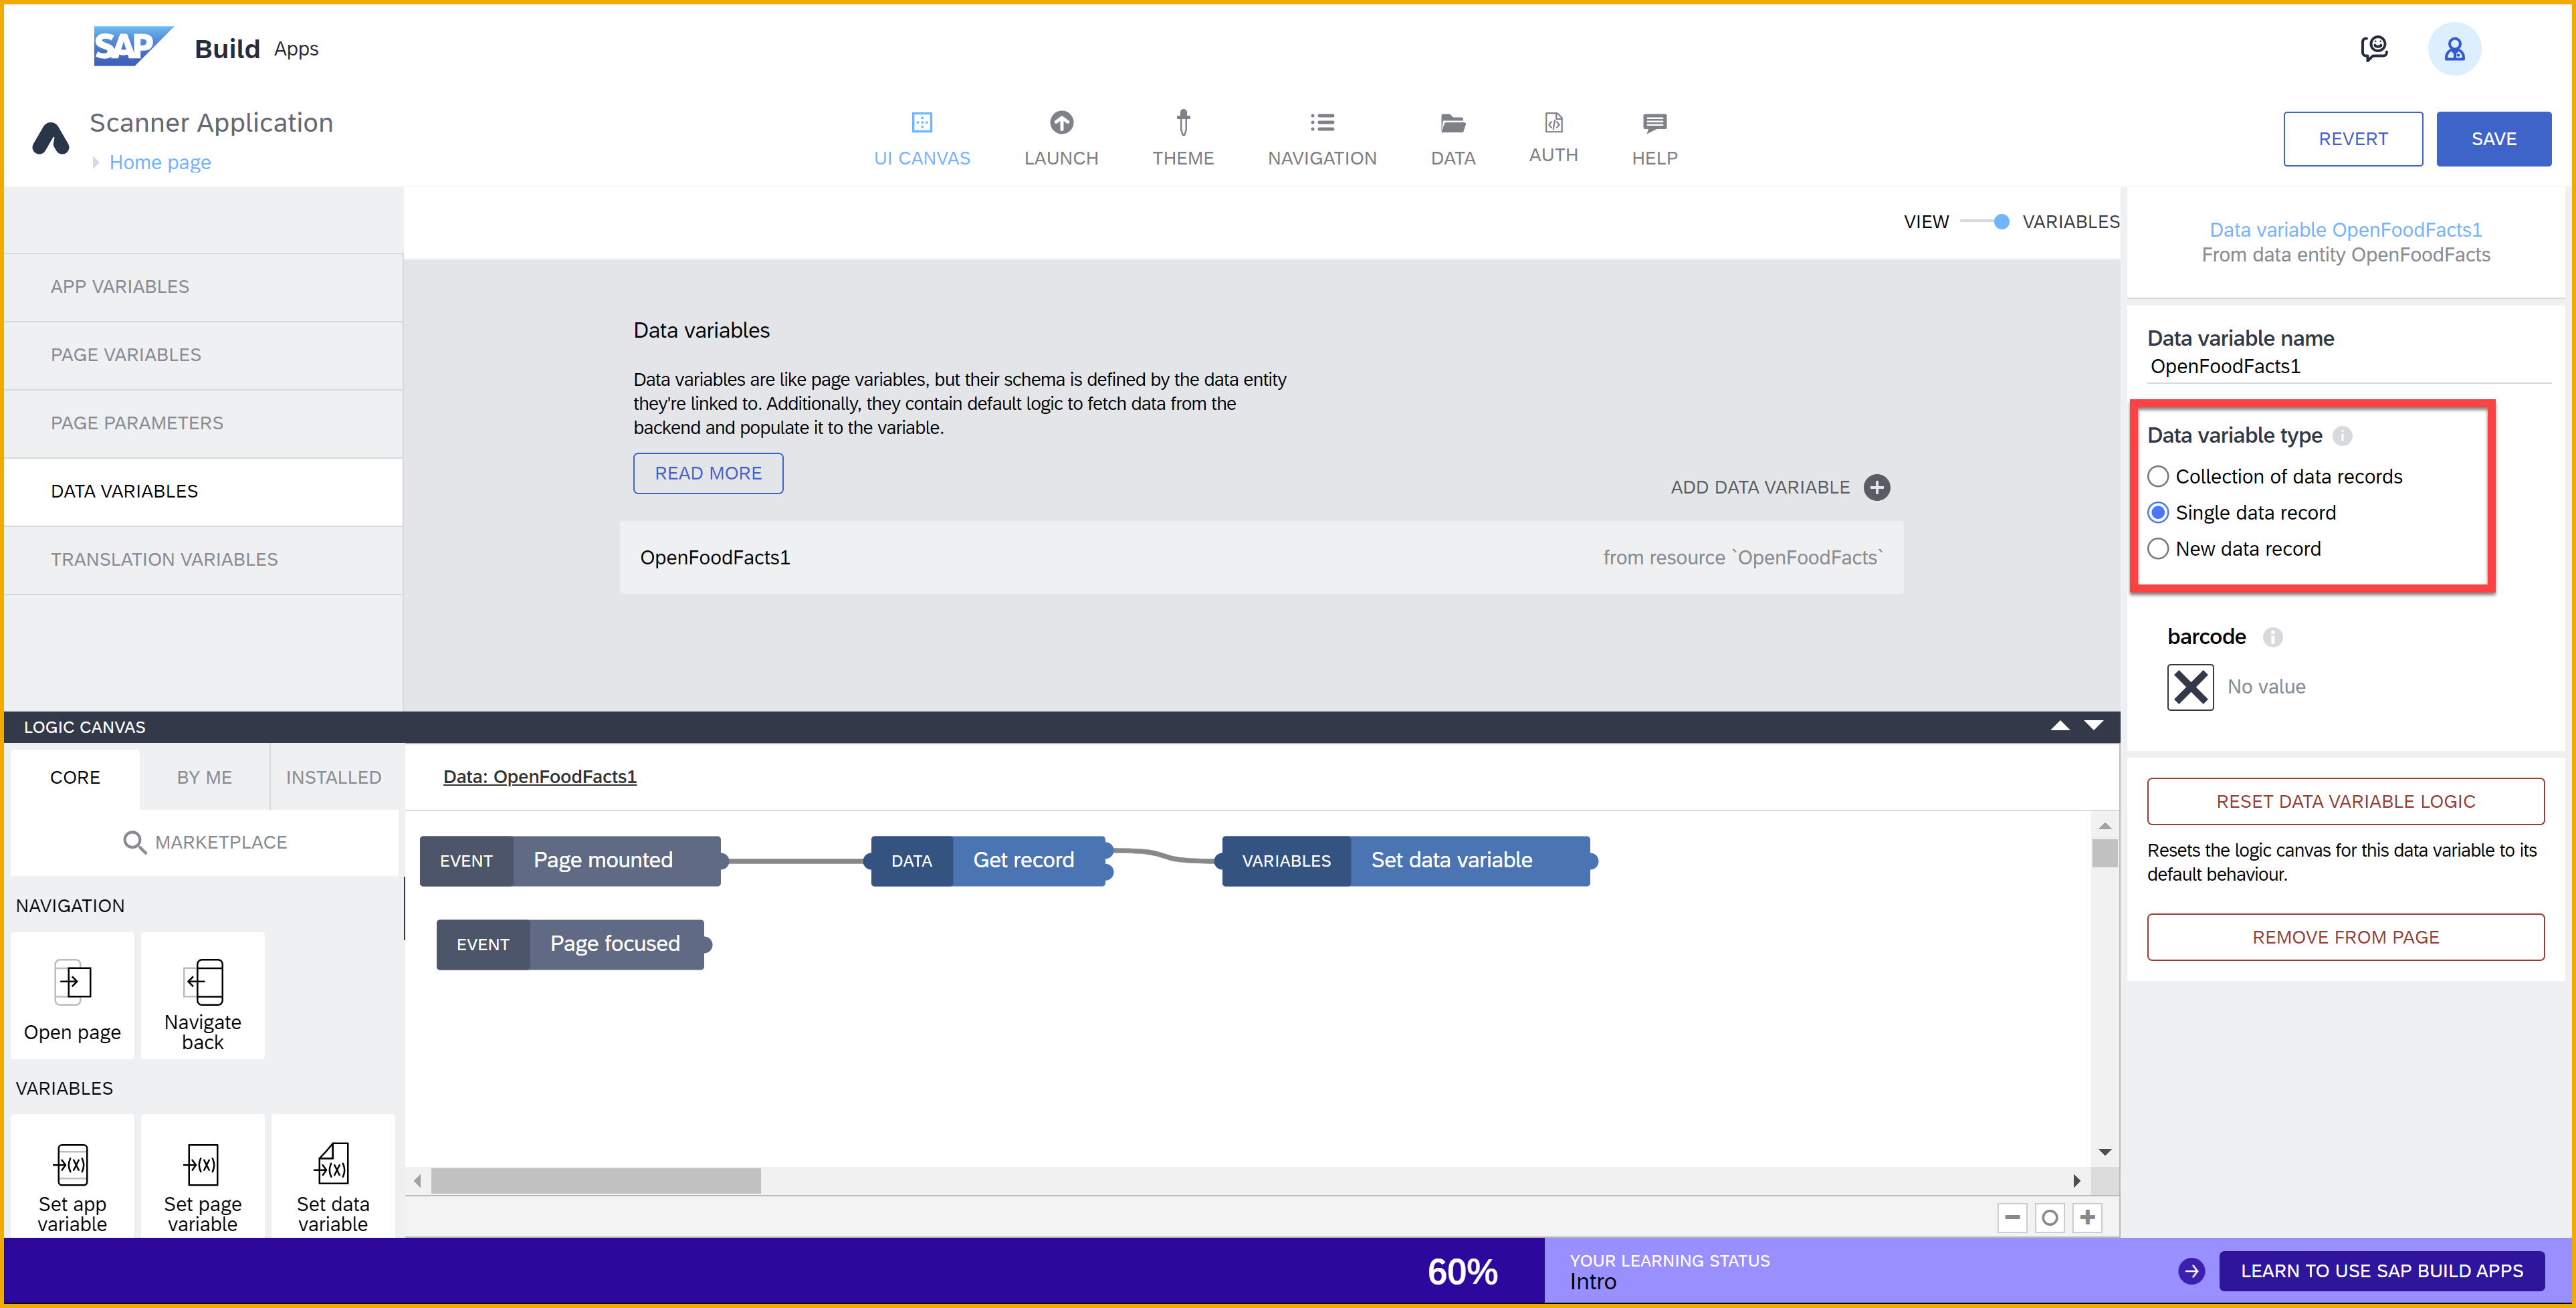 SAP Build Apps
Scanner Application
Home page
UI CANVAS
LAUNCH
THEME
NAVIGATION
DATA
AUTH
HELP
REVERT
SAVE
APP VARIABLES
PAGE VARIABLES
PAGE PARAMETERS
DATA VARIABLES
TRANSLATION VARIABLES
VIEW
VARIABLES
Data variables
Data variables are like page variables, but their schema is defined by the data entity
they're linked to. Additionally, they contain default logic to fetch data from the
backend and populate it to the variable.
READ MORE
ADD DATA VARIABLE
OpenFoodFacts1
from resource `OpenFoodFacts`
Data variable OpenFoodFacts1
From data entity OpenFoodFacts
Data variable name
OpenFoodFacts1
Data variable type
Collection of data records
Single data record
New data record
barcode
No value
RESET DATA VARIABLE LOGIC
Resets the logic canvas for this data variable to its
default behaviour.
REMOVE FROM PAGE
LOGIC CANVAS
CORE
BY ME
INSTALLED
MARKETPLACE
NAVIGATION
Open page
Navigate
back
VARIABLES
Set app
variable
Set page
variable
Set data
variable
Data: OpenFoodFacts1
EVENT Page mounted
DATA Get record
VARIABLES Set data variable
EVENT Page focused
60%
YOUR LEARNING STATUS
Intro
LEARN TO USE SAP BUILD APPS